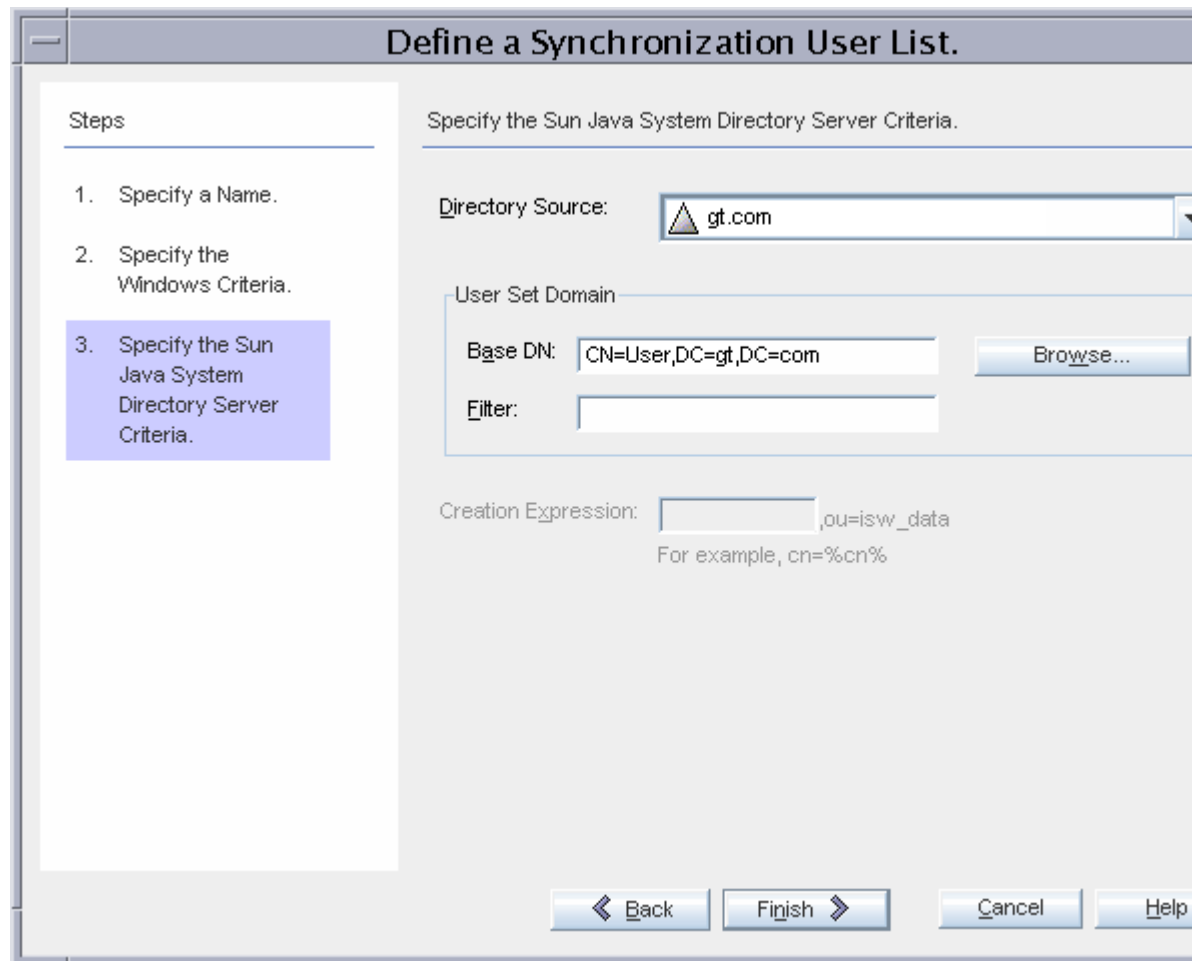 Define a Synchronization User List.
Steps
1. Specify a Name.
2. Specify the
Windows Criteria.
3. Specify the Sun
Java System
Directory Server
Criteria.
Specify the Sun Java System Directory Server Criteria.
Directory Source:
gt.com
User Set Domain
Base DN:
CN=User,DC=gt,DC=com
Browse...
Filter:
Creation Expression:
,ou=isw_data
For example, cn=%cn%
Back
Finish
Cancel
Help